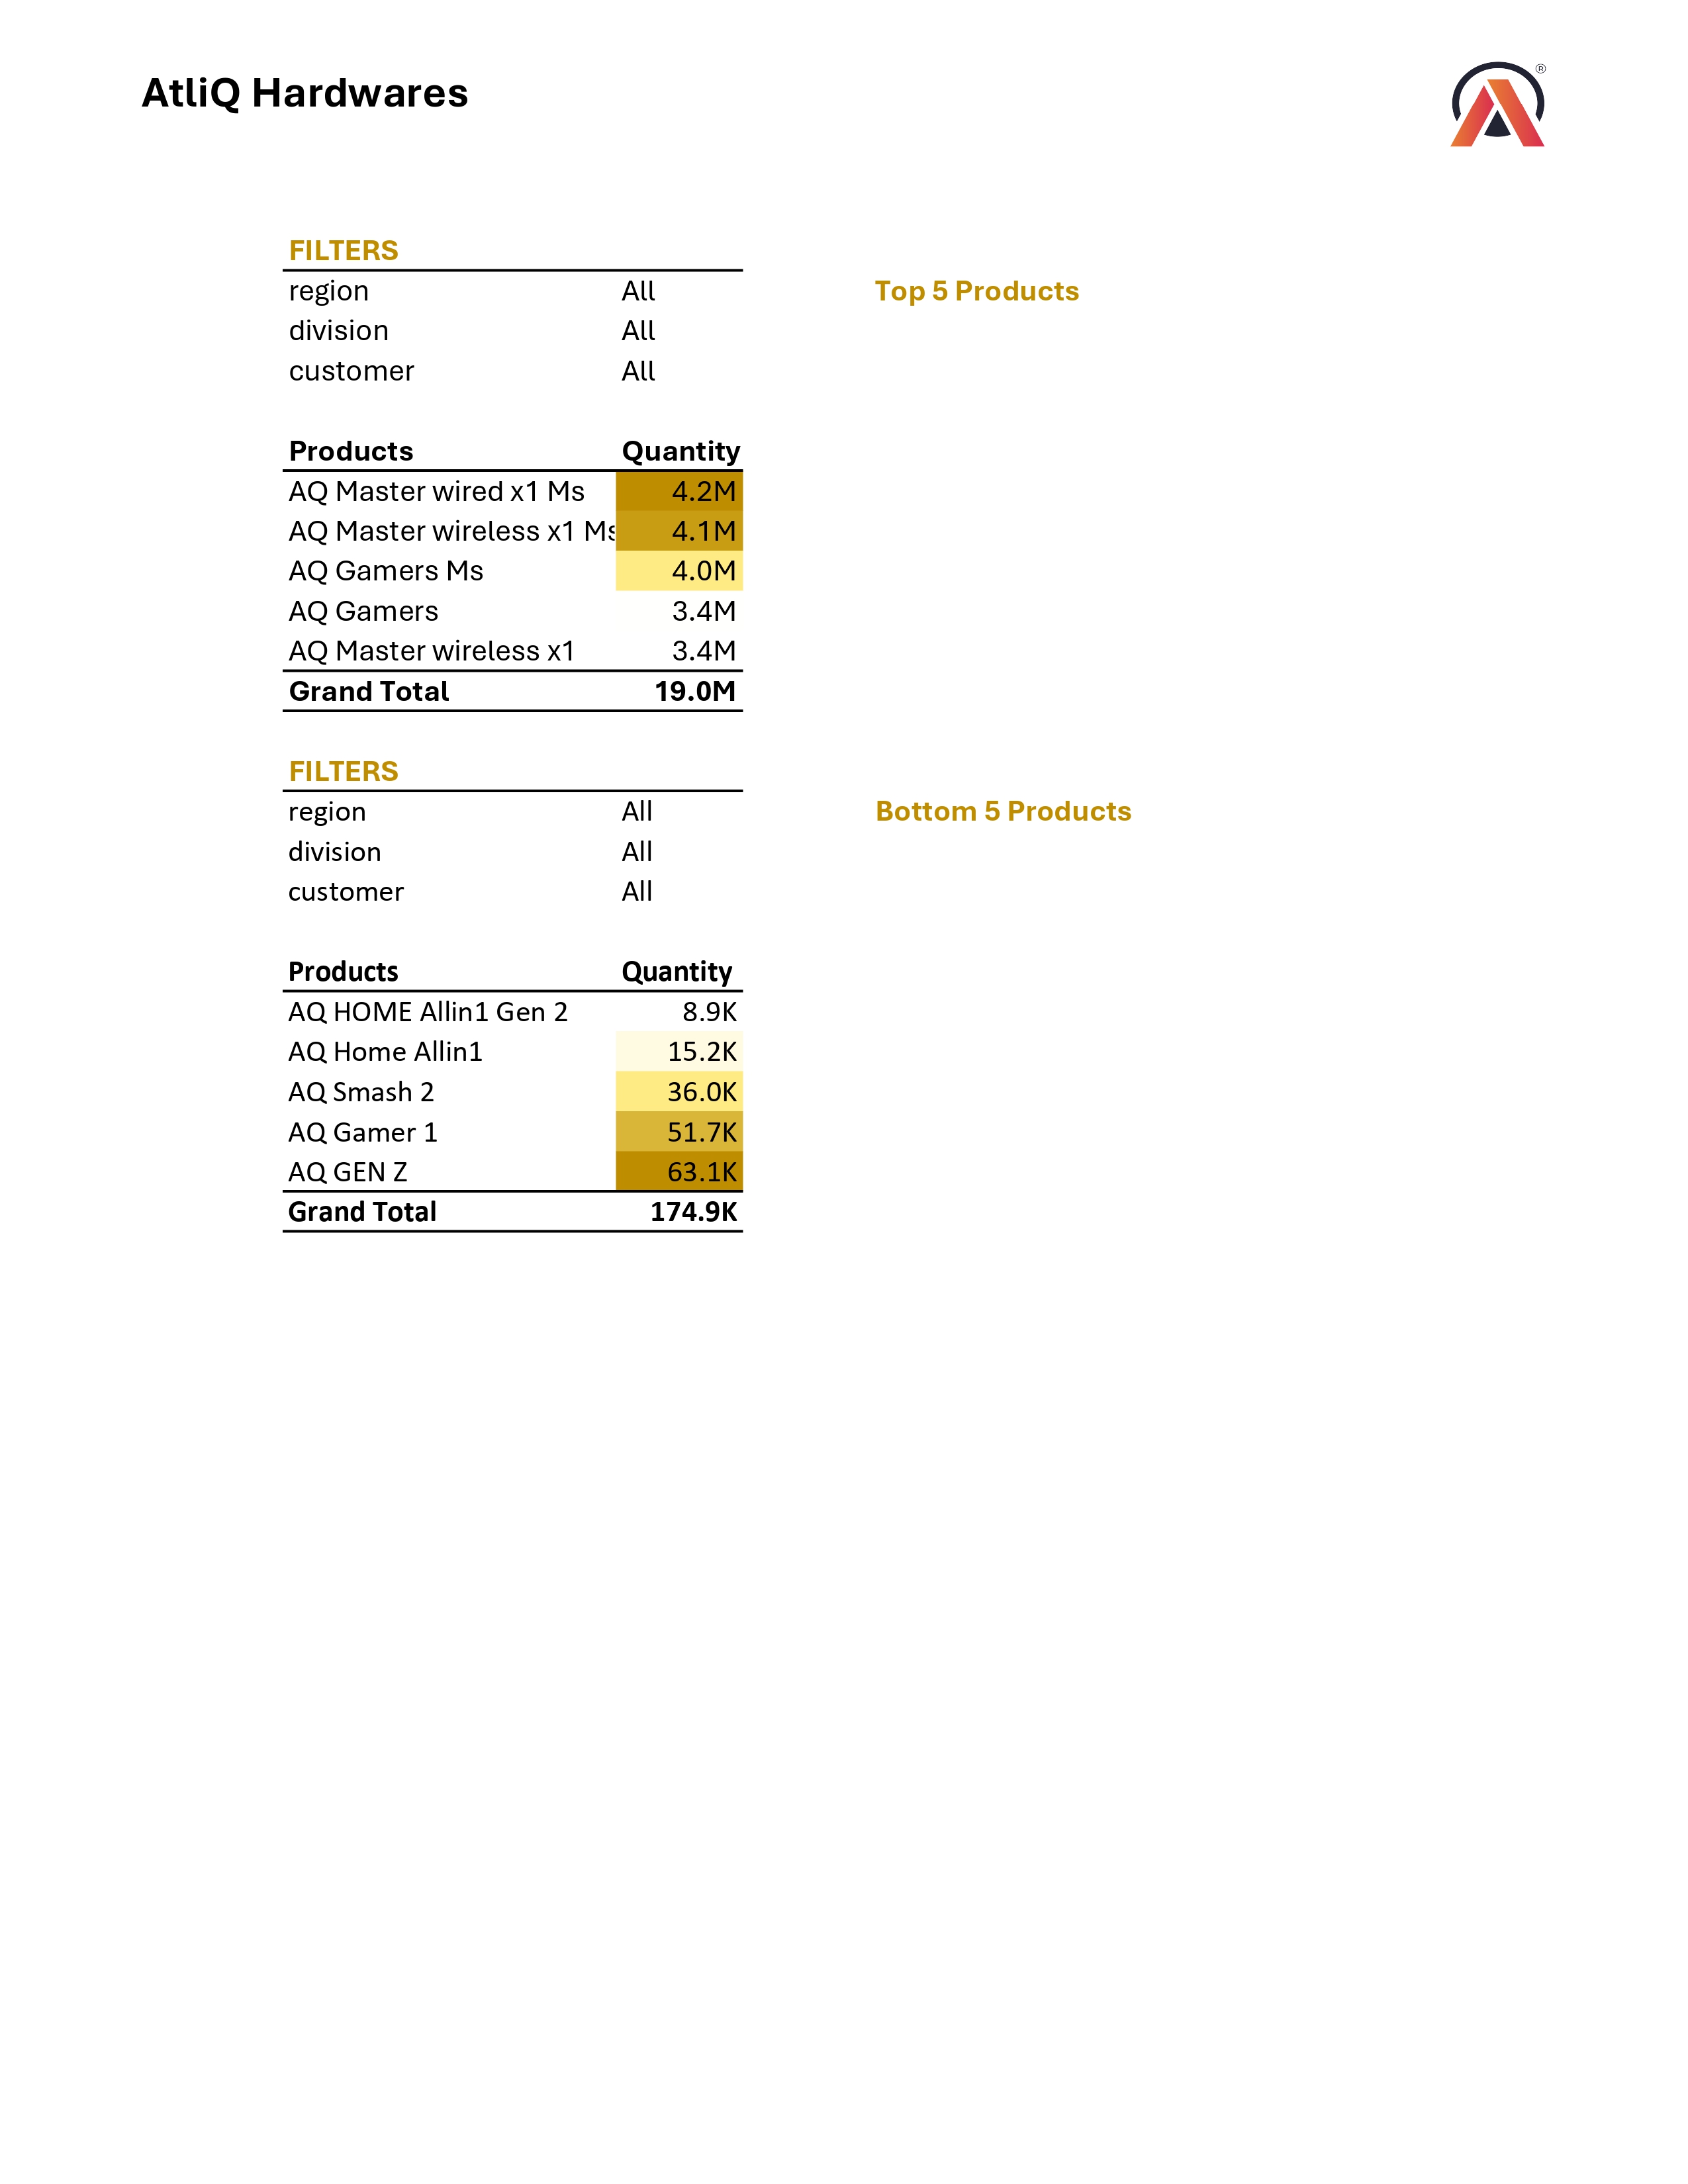 AtliQ Hardwares
®
FILTERS
region All Top 5 Products
division All
customer All
Products Quantity
AQ Master wired x1 Ms 4.2M
AQ Master wireless x1 Ms 4.1M
AQ Gamers Ms 4.0M
AQ Gamers 3.4M
AQ Master wireless x1 3.4M
Grand Total 19.0M
FILTERS
region All Bottom 5 Products
division All
customer All
Products Quantity
AQ HOME Allin1 Gen 2 8.9K
AQ Home Allin1 15.2K
AQ Smash 2 36.0K
AQ Gamer 1 51.7K
AQ GEN Z 63.1K
Grand Total 174.9K